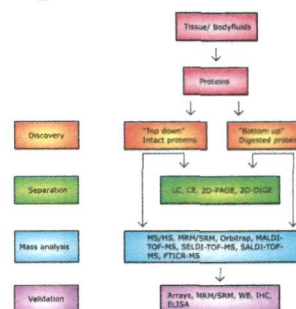 Tissue/ Bodyfluids
Proteins
Discovery
"Top down"
Intact proteins
"Bottom up"
Digested protein
Separation
LC, CE, 2D-PAGE, 2D-DIGE
Mass analysis
MS/MS, MRM/SRM, Orbitrap, MALDI-
TOF-MS, SELDI-TOF-MS, SALDI-TOF-
MS, FTICR-MS
Validation
Arrays, MRM/SRM, WB, IHC,
ELISA